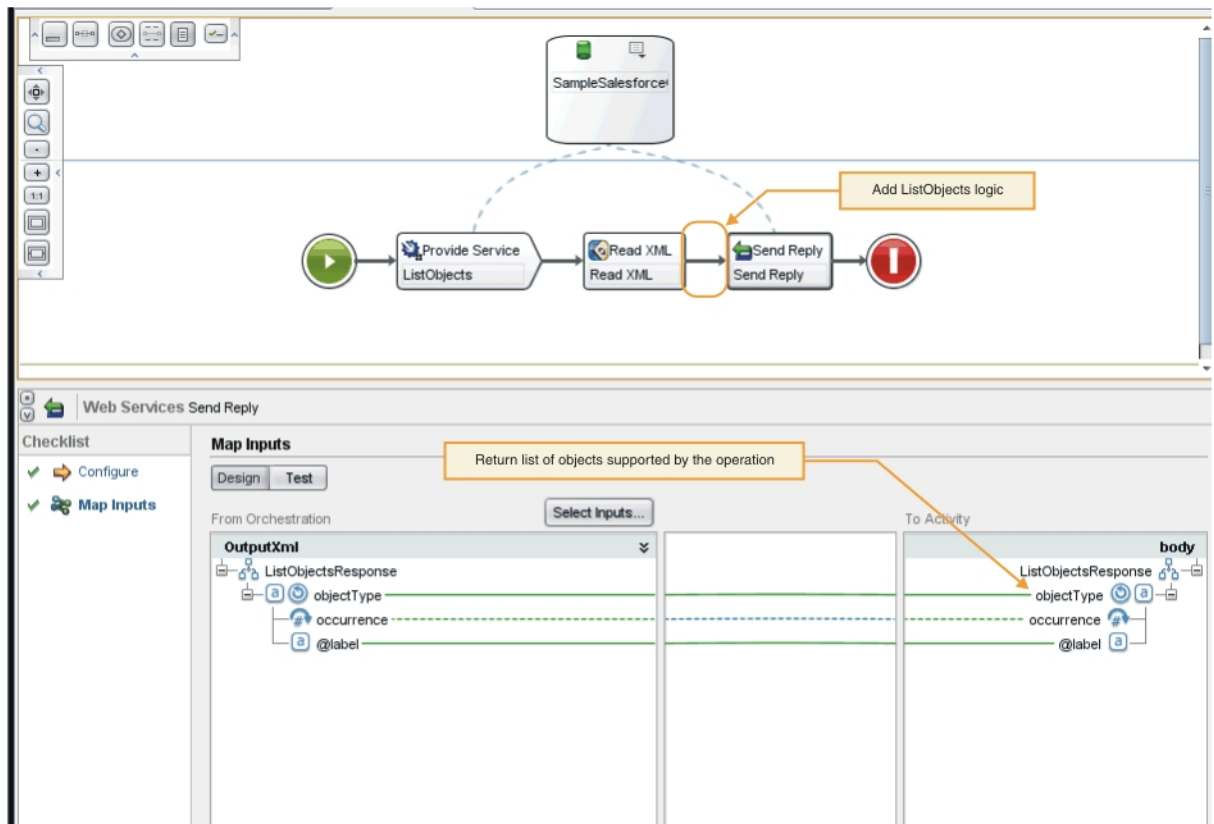 1:1
SampleSalesforce
Add ListObjects logic
Provide Service
ListObjects
Read XML
Read XML
Send Reply
Send Reply
Web Services Send Reply
Checklist
Configure
Map Inputs
Map Inputs
Design
Test
Return list of objects supported by the operation
From Orchestration
Select Inputs...
To Activity
OutputXml
body
ListObjectsResponse
ListObjectsResponse
a
objectType
objectType
a
#
occurrence
occurrence
#
a
@label
@label
a